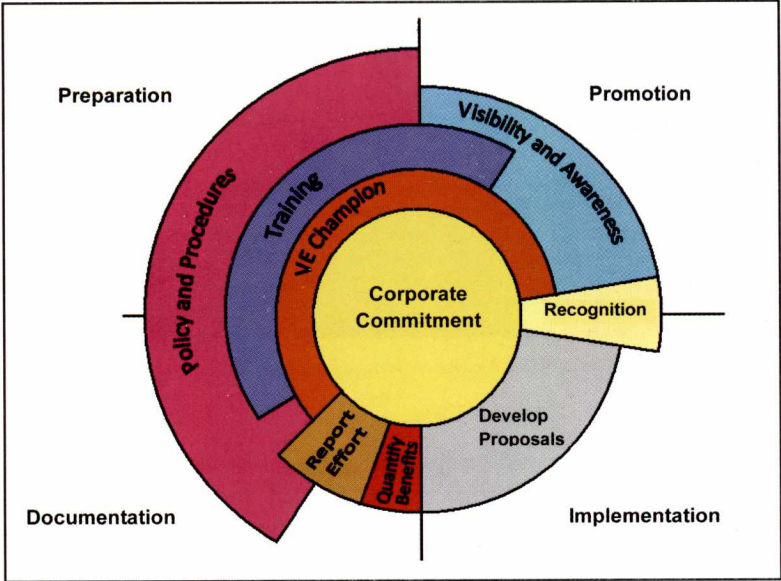 Preparation
Promotion
Visibility and Awareness
Policy and Procedures
Training
VE Champion
Corporate
Commitment
Recognition
Develop
Proposals
Report
Effort
Quantify
Benefits
Documentation
Implementation